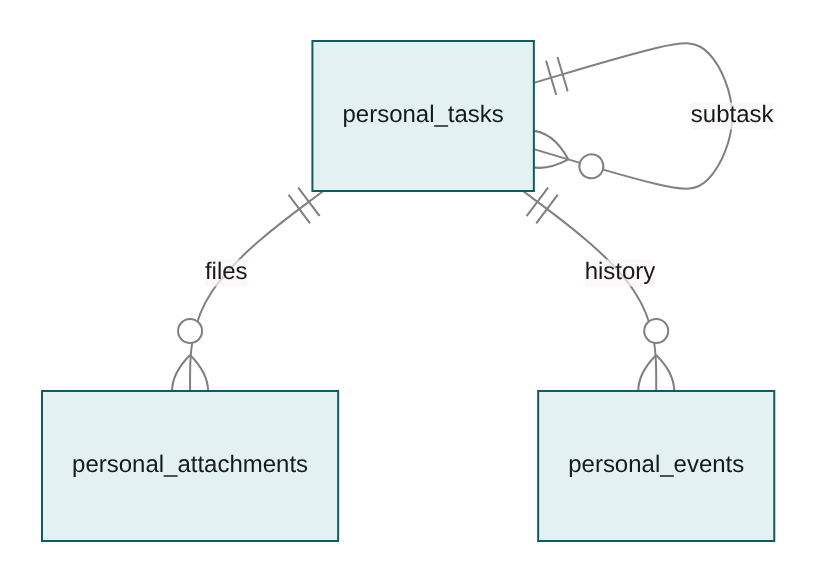 personal_tasks
subtask
files
history
personal_attachments
personal_events